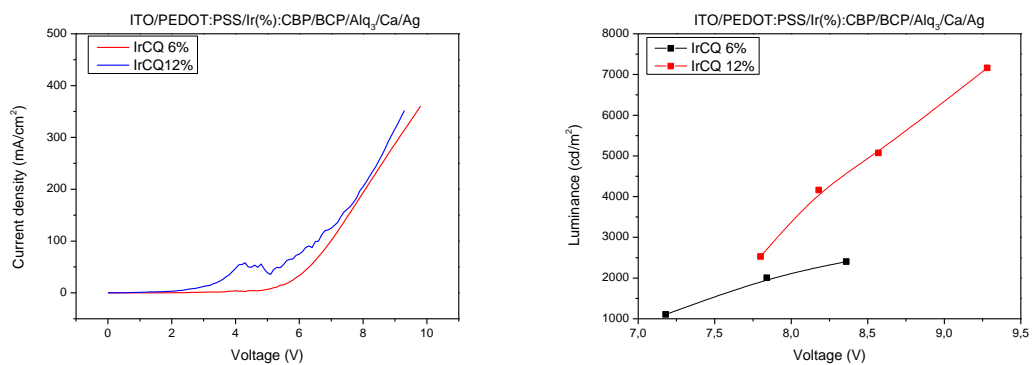 ITO/PEDOT:PSS/Ir(%):CBP/BCP/Alq₃/Ca/Ag
500
400
300
200
100
0
Current density (mA/cm²)
IrCQ 6%
IrCQ12%
0 2 4 6 8 10
Voltage (V)
ITO/PEDOT:PSS/Ir(%):CBP/BCP/Alq₃/Ca/Ag
8000
7000
6000
5000
4000
3000
2000
1000
Luminance (cd/m²)
IrCQ 6%
IrCQ 12%
7,0 7,5 8,0 8,5 9,0 9,5
Voltage (V)